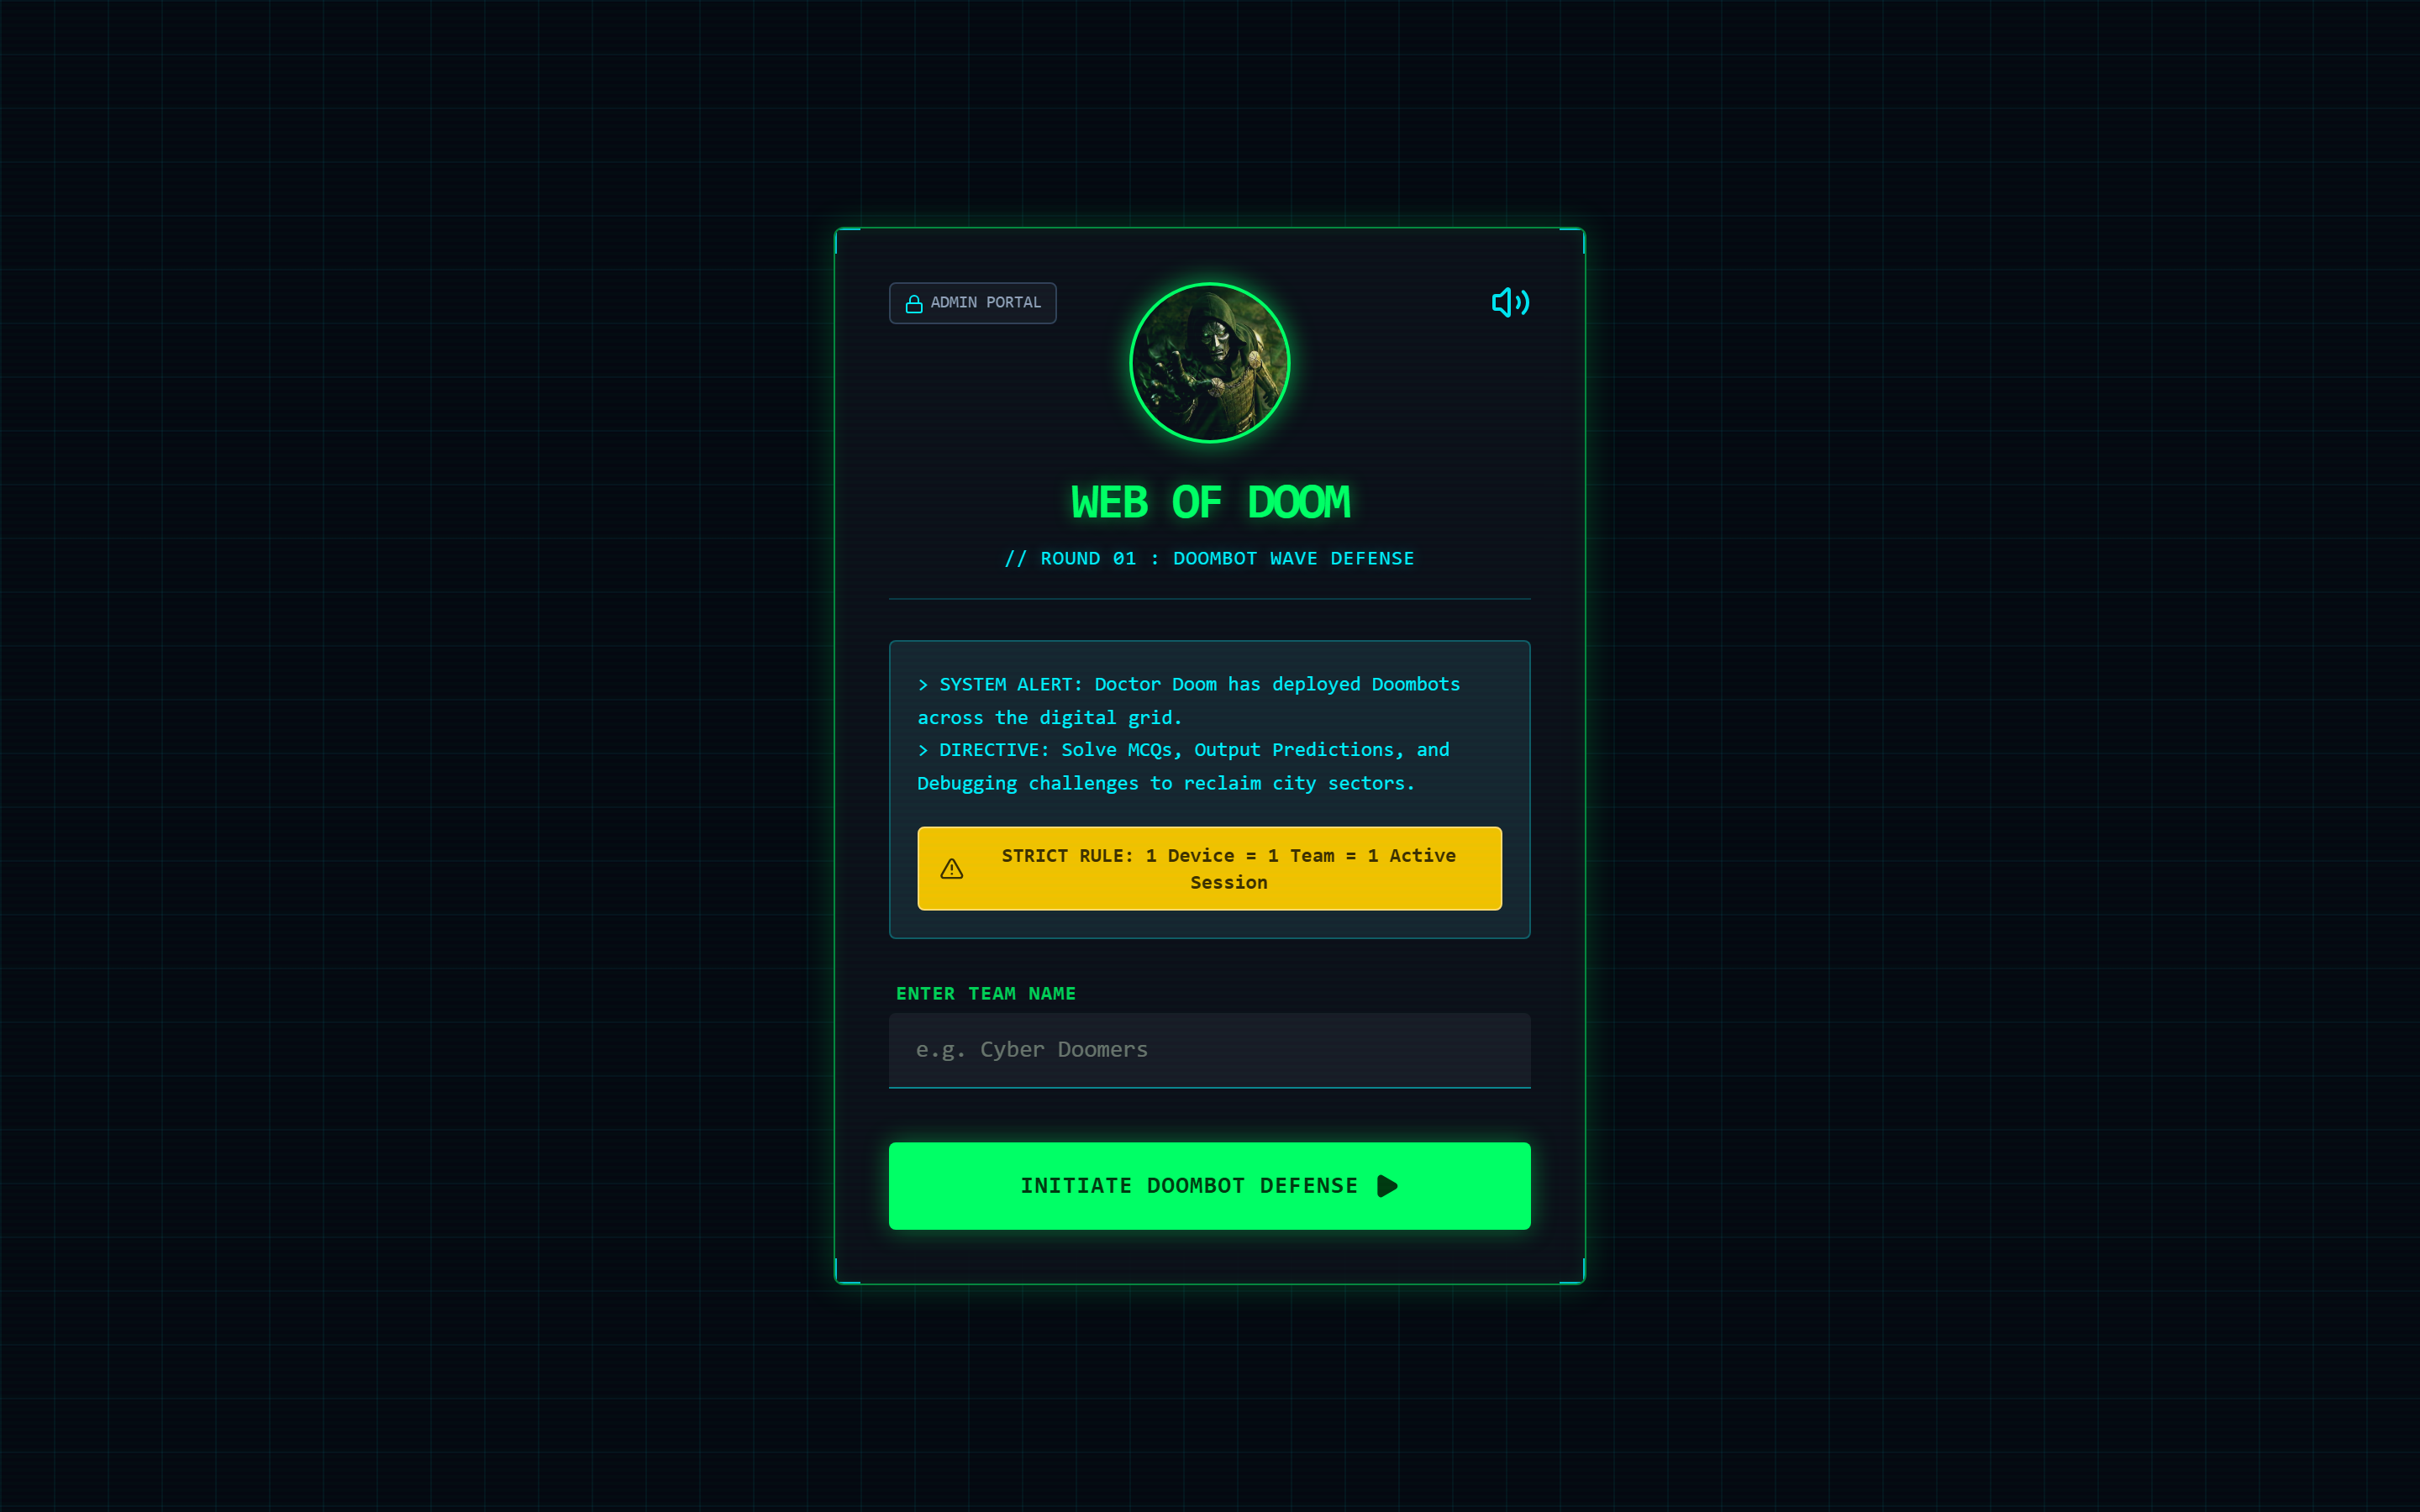 ADMIN PORTAL
WEB OF DOOM
// ROUND 01 : DOOMBOT WAVE DEFENSE
> SYSTEM ALERT: Doctor Doom has deployed Doombots
across the digital grid.
> DIRECTIVE: Solve MCQs, Output Predictions, and
Debugging challenges to reclaim city sectors.
STRICT RULE: 1 Device = 1 Team = 1 Active
Session
ENTER TEAM NAME
e.g. Cyber Doomers
INITIATE DOOMBOT DEFENSE